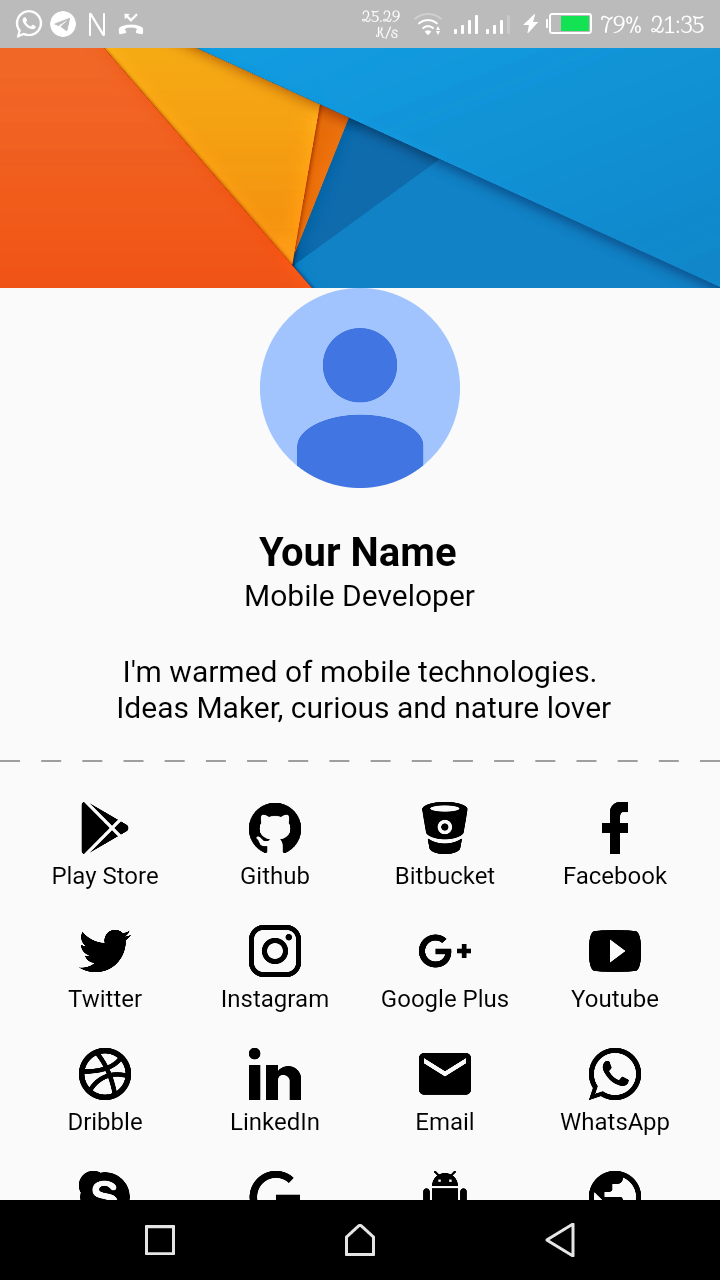 25.29 K/s 79% 21:35
Your Name
Mobile Developer
I'm warmed of mobile technologies.
Ideas Maker, curious and nature lover
Play Store Github Bitbucket Facebook
Twitter Instagram Google Plus Youtube
Dribble LinkedIn Email WhatsApp